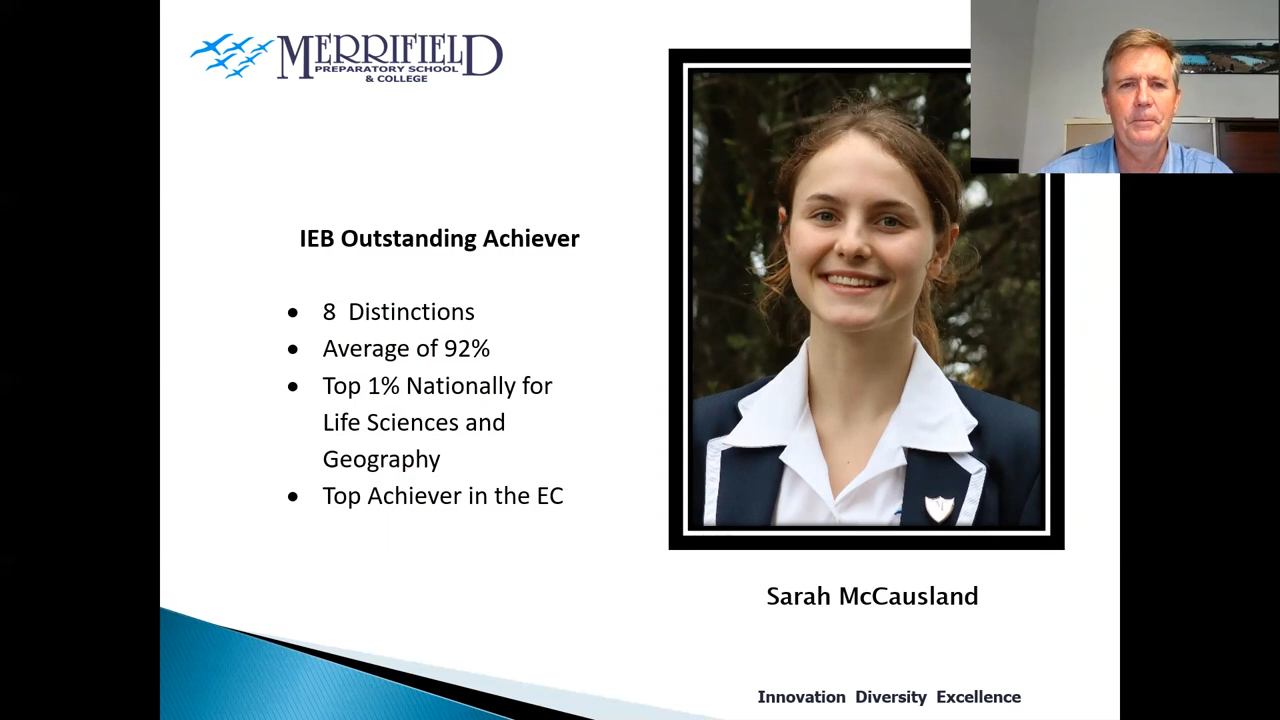 MERRIFIELD
PREPARATORY SCHOOL
& COLLEGE
IEB Outstanding Achiever
• 8 Distinctions
• Average of 92%
• Top 1% Nationally for
Life Sciences and
Geography
• Top Achiever in the EC
Sarah McCausland
Innovation Diversity Excellence